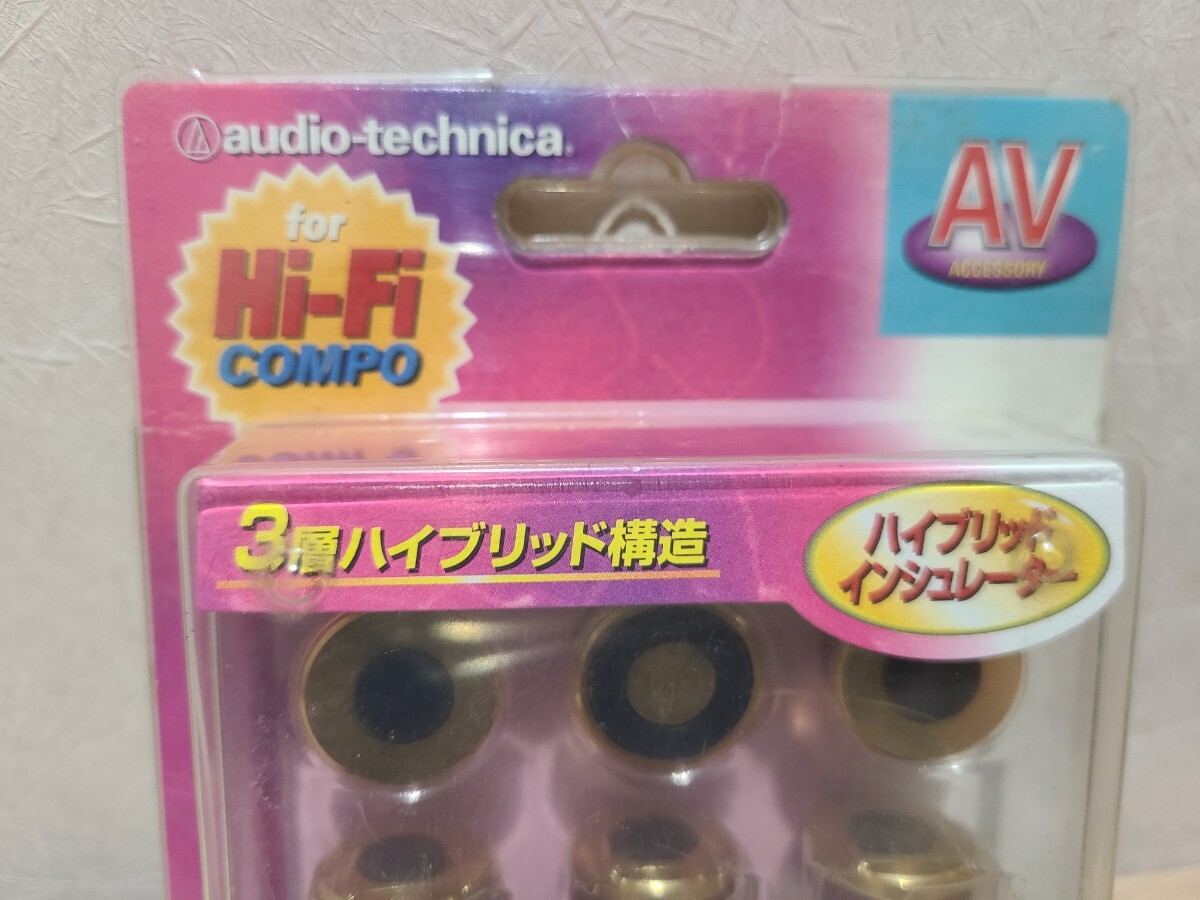 audio-technica®
for
Hi-Fi
COMPO
AV
ACCESSORY
3層ハイブリッド構造
ハイブリッド
インシュレーター